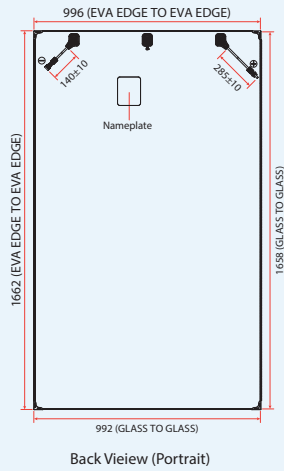 996 (EVA EDGE TO EVA EDGE)
140±10
285±10
Nameplate
1662 (EVA EDGE TO EVA EDGE)
1658 (GLASS TO GLASS)
992 (GLASS TO GLASS)
Back Vieiew (Portrait)